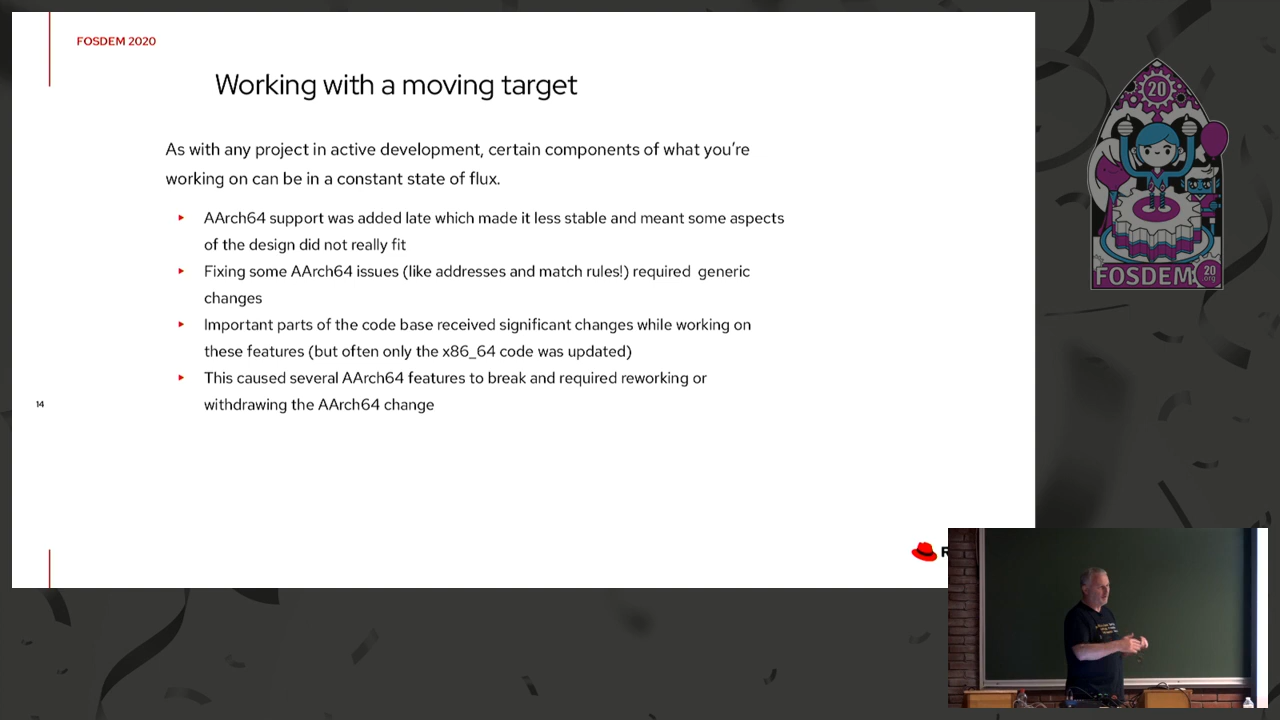 FOSDEM 2020
Working with a moving target
As with any project in active development, certain components of what you're
working on can be in a constant state of flux.
AArch64 support was added late which made it less stable and meant some aspects
of the design did not really fit
Fixing some AArch64 issues (like addresses and match rules!) required generic
changes
Important parts of the code base received significant changes while working on
these features (but often only the x86_64 code was updated)
This caused several AArch64 features to break and required reworking or
withdrawing the AArch64 change
14
20
FOSDEM
20
.org